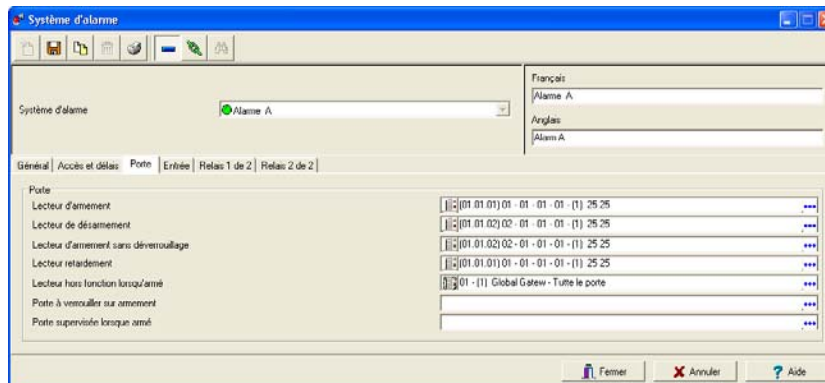 Système d'alarme
Français
Alarme A
Système d'alarme
Alarme A
Anglais
Alarm A
Général Accès et délais Porte Entrée Relais 1 de 2 Relais 2 de 2
Porte
Lecteur d'armement (01.01.01) 01 - 01 - 01 - 01 - (1) 25 25
Lecteur de désarmement (01.01.02) 02 - 01 - 01 - 01 - (1) 25 25
Lecteur d'armement sans déverrouillage (01.01.02) 02 - 01 - 01 - 01 - (1) 25 25
Lecteur retardement (01.01.01) 01 - 01 - 01 - 01 - (1) 25 25
Lecteur hors fonction lorsqu'armé 01 - (1) Global Gatew - Tutte le porte
Porte à verrouiller sur armement
Porte supervisée lorsque armé
Fermer Annuler Aide